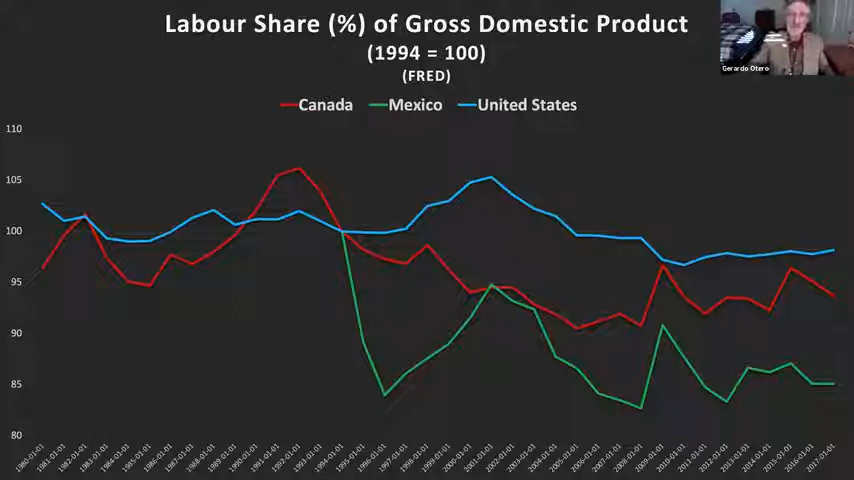 Labour Share (%) of Gross Domestic Product
(1994 = 100)
(FRED)
Gerardo Otero
Canada Mexico United States
110
105
100
95
90
85
80
1980-01-01 1981-01-01 1982-01-01 1983-01-01 1984-01-01 1985-01-01 1986-01-01 1987-01-01 1988-01-01 1989-01-01 1990-01-01 1991-01-01 1992-01-01 1993-01-01 1994-01-01 1995-01-01 1996-01-01 1997-01-01 1998-01-01 1999-01-01 2000-01-01 2001-01-01 2002-01-01 2003-01-01 2004-01-01 2005-01-01 2006-01-01 2007-01-01 2008-01-01 2009-01-01 2010-01-01 2011-01-01 2012-01-01 2013-01-01 2014-01-01 2015-01-01 2016-01-01 2017-01-01